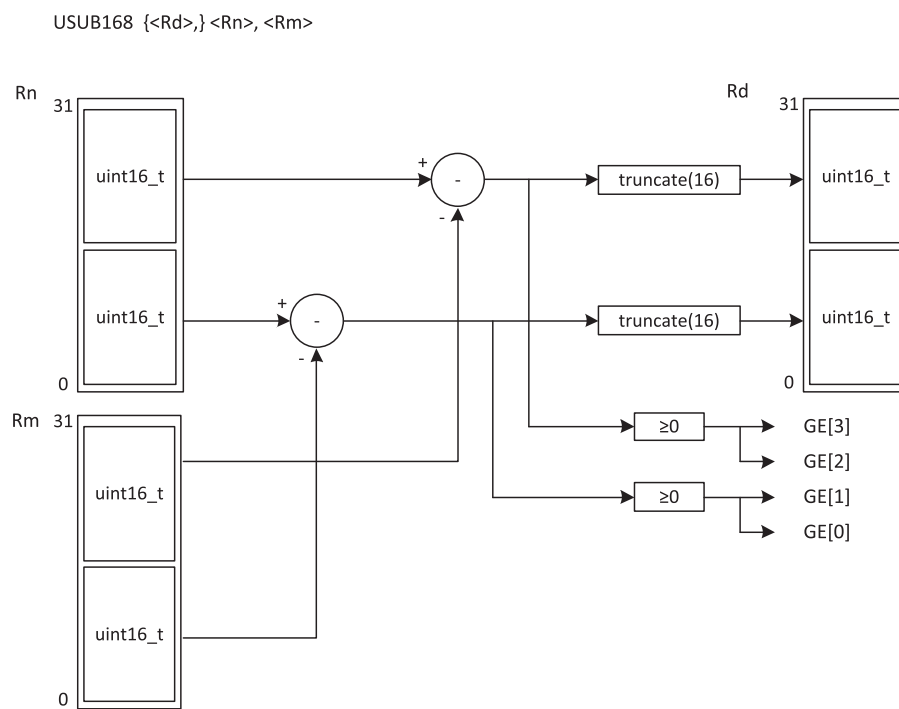 USUB168 {<Rd>,} <Rn>, <Rm>
Rn
31
uint16_t
uint16_t
0
Rm
31
uint16_t
uint16_t
0
+
-
-
+
-
-
truncate(16)
truncate(16)
Rd
31
uint16_t
uint16_t
0
≥0
GE[3]
GE[2]
≥0
GE[1]
GE[0]